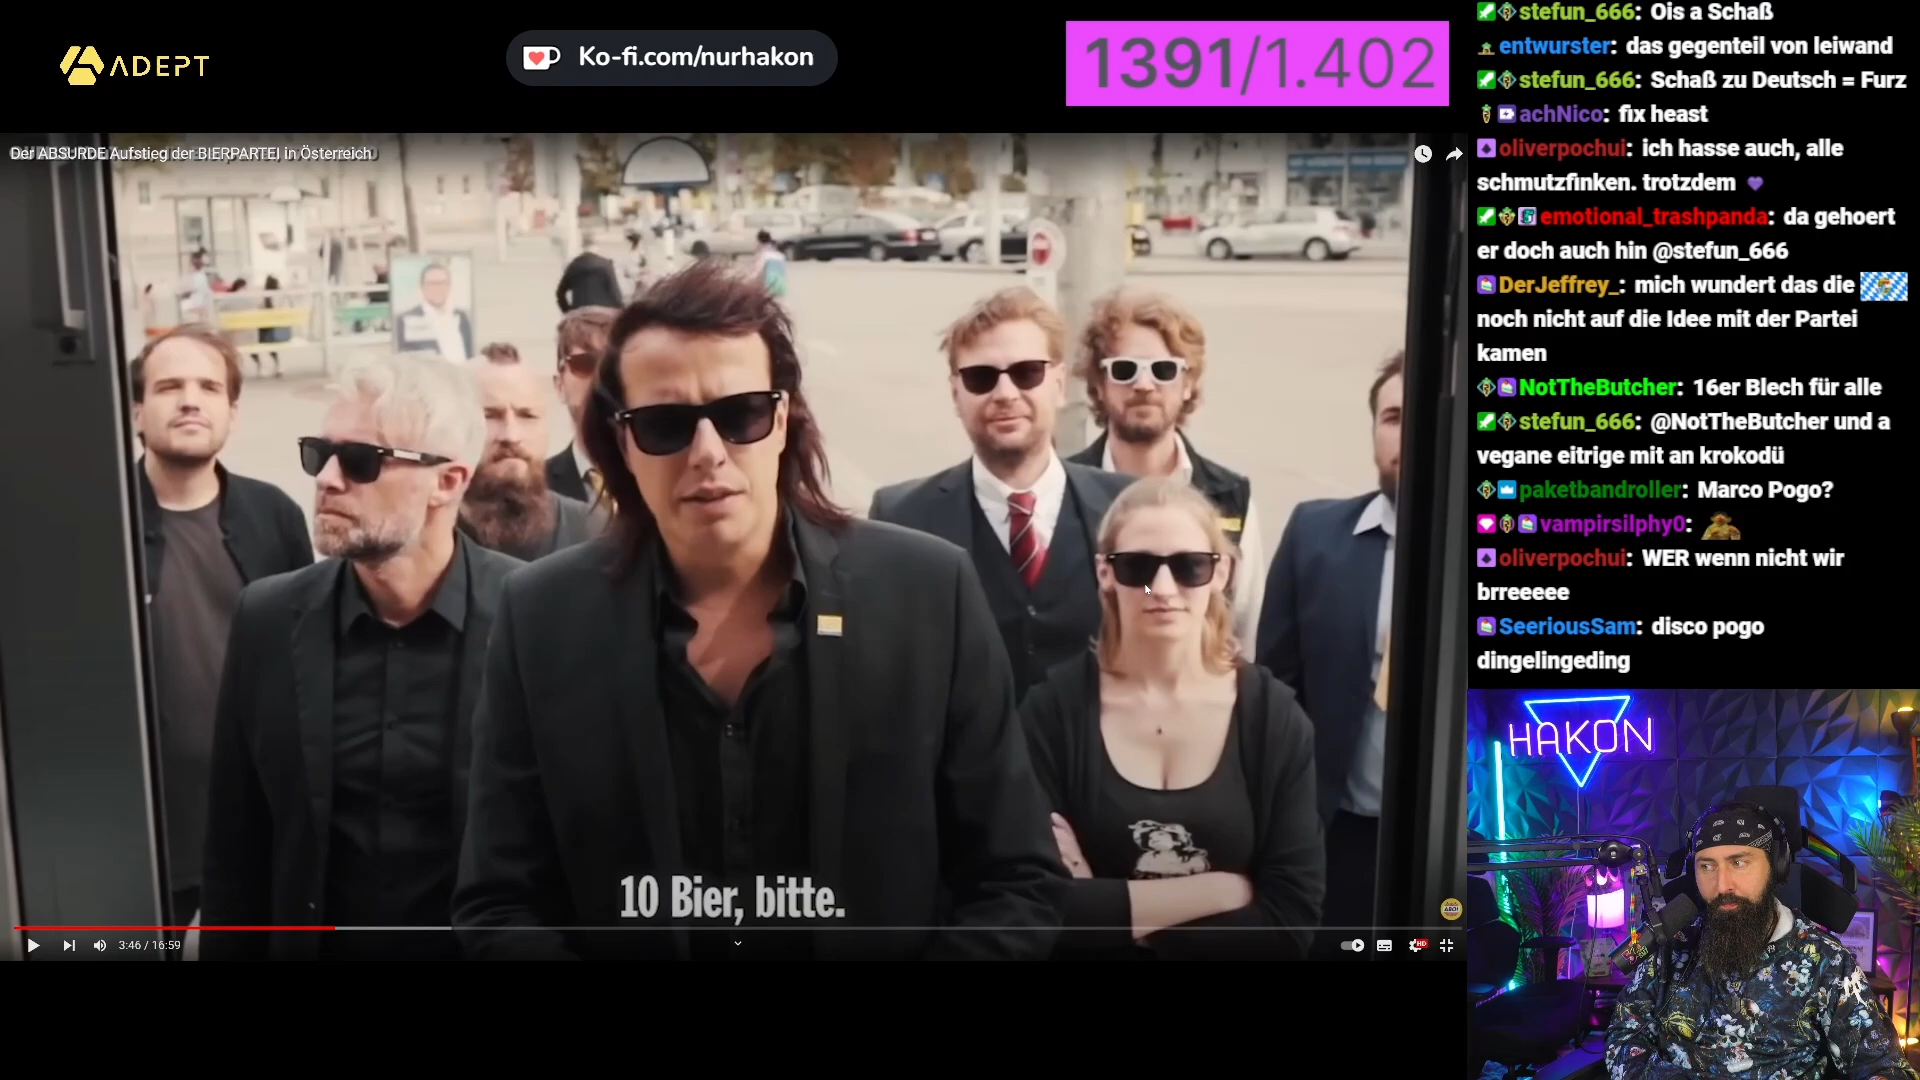 ADEPT
Ko-fi.com/nurhakon
1391/1.402
Der ABSURDE Aufstieg der BIERPARTEI in Österreich
10 Bier, bitte.
ABO!
3:46 / 16:59
HD
stefun_666: Ois a Schaß
entwurster: das gegenteil von leiwand
stefun_666: Schaß zu Deutsch = Furz
achNico: fix heast
oliverpochui: ich hasse auch, alle
schmutzfinken. trotzdem
emotional_trashpanda: da gehoert
er doch auch hin @stefun_666
DerJeffrey_: mich wundert das die
noch nicht auf die Idee mit der Partei
kamen
NotTheButcher: 16er Blech für alle
stefun_666: @NotTheButcher und a
vegane eitrige mit an krokodü
paketbandroller: Marco Pogo?
vampirsilphy0:
oliverpochui: WER wenn nicht wir
brreeeee
SeeriousSam: disco pogo
dingelingeding
HAKON